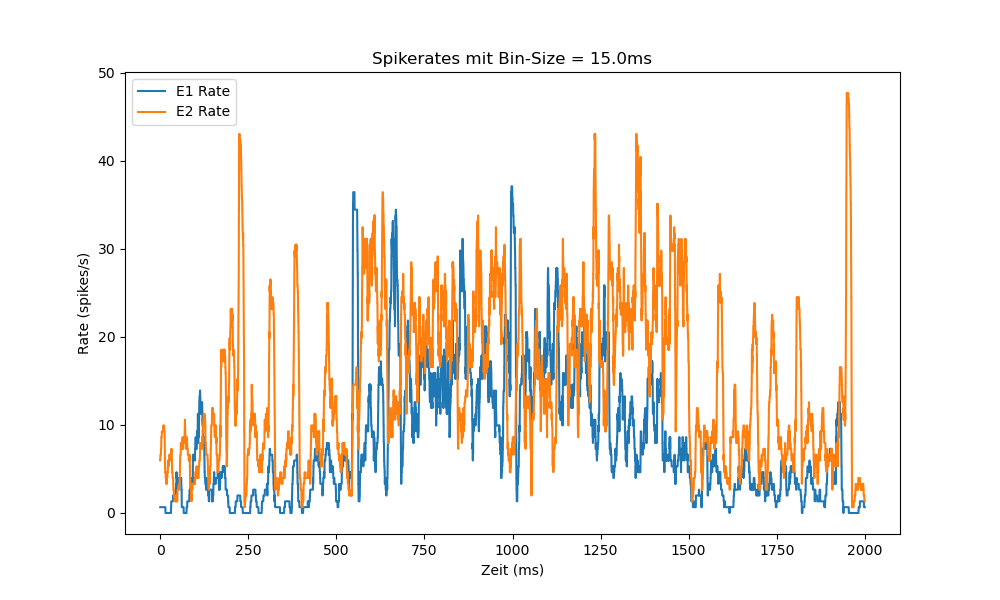 Spikerates mit Bin-Size = 15.0ms
E1 Rate
E2 Rate
Rate (spikes/s)
50
40
30
20
10
0
0 250 500 750 1000 1250 1500 1750 2000
Zeit (ms)